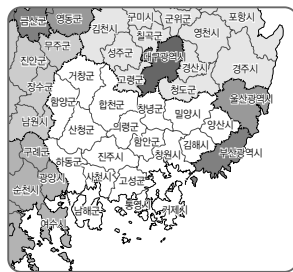 금산군 영동군 구미시 군위군 포항시
김천시 칠곡군 영천시
무주군 성주군 대구광역시
진안군 거창군 고령군 경산시 경주시
장수군 청도군
함양군 합천군 창녕군 밀양시 울산광역시
남원시 산청군 의령군 양산시
구례군 함안군 김해시
하동군 진주시 창원시 부산광역시
순천시 광양시 사천시 고성군
여수시 남해군 통영시 거제시